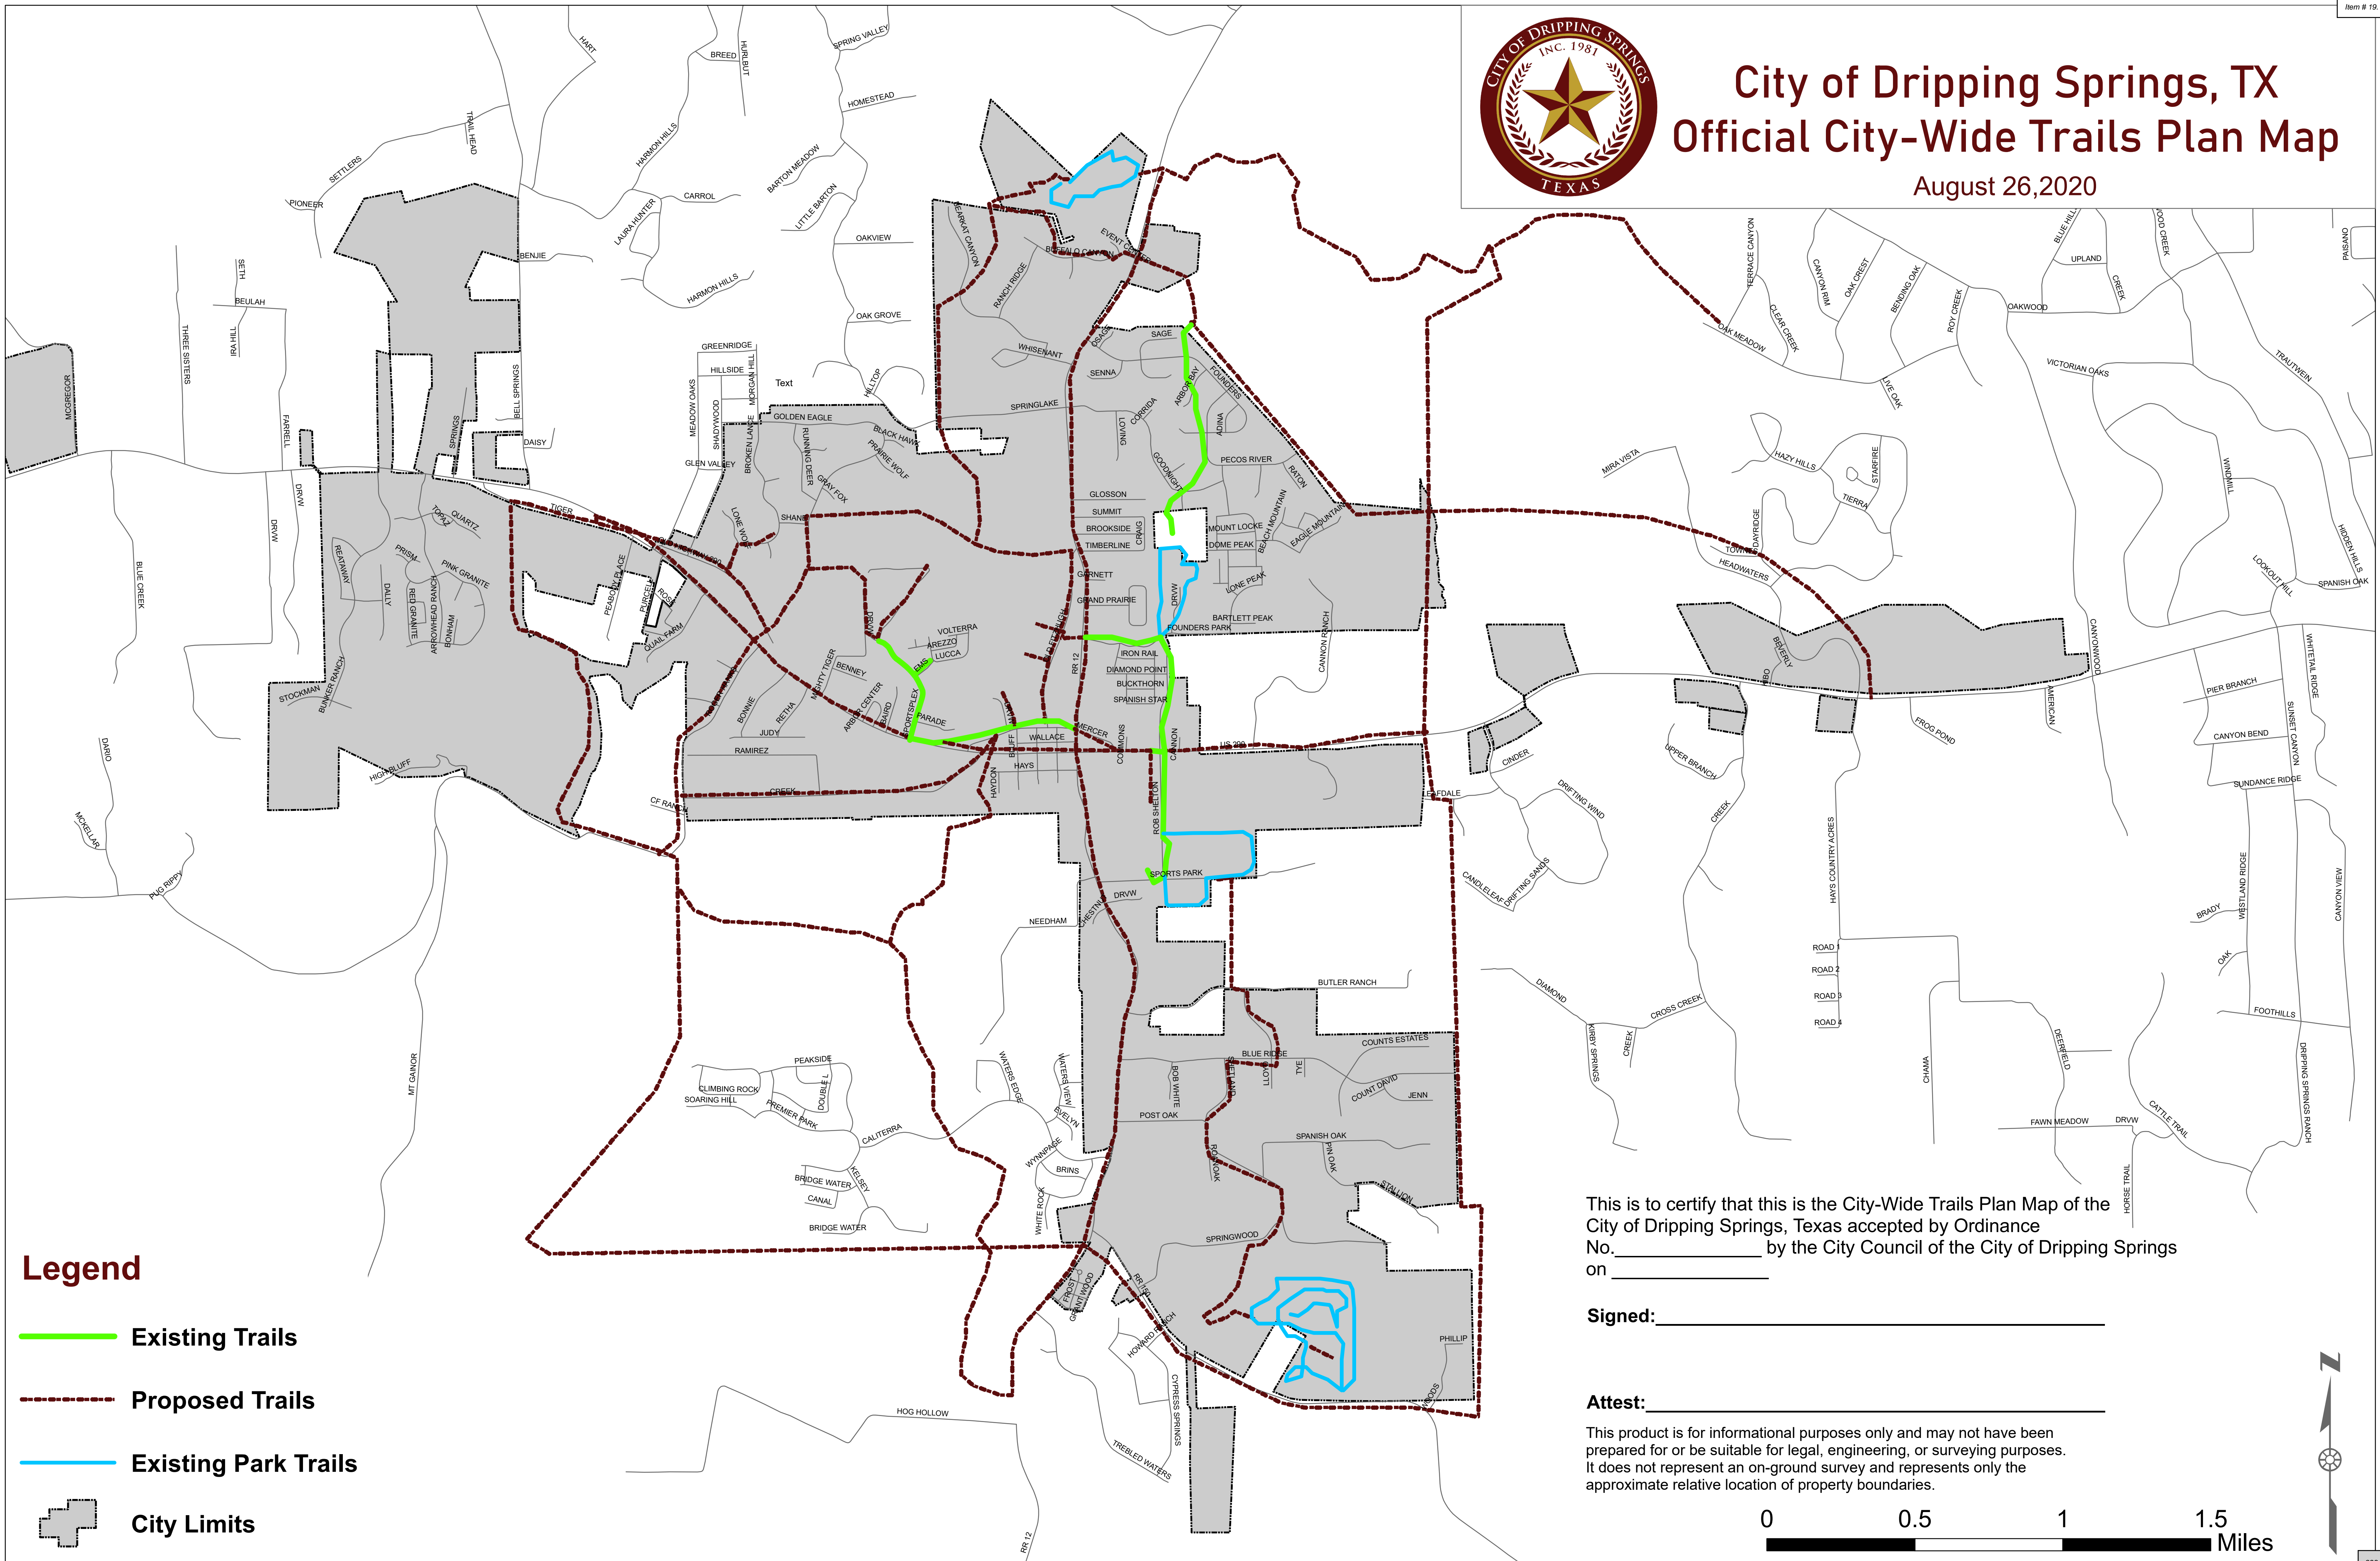 Item # 19.
CITY OF DRIPPING SPRINGS
INC. 1981
TEXAS
City of Dripping Springs, TX
Official City-Wide Trails Plan Map
August 26,2020
HART
BREED
HURLBUT
SPRING VALLEY
HOMESTEAD
TRAIL HEAD
SETTLERS
HARMON HILLS
BARTON MEADOW
PIONEER
CARROL
LAURA HUNTER
LITTLE BARTON
OAKVIEW
BENJIE
HARMON HILLS
SETH
BEULAH
IRA HILL
THREE SISTERS
FARRELL
MCGREGOR
OAK GROVE
BEARKAT CANYON
RANCH RIDGE
BUFFALO CANYON
EVENT CENTER
TERRACE CANYON
CANYON RIM
OAK CREST
BENDING OAK
ROY CREEK
CLEAR CREEK
OAK MEADOW
LIVE OAK
UPLAND
CREEK
OAKWOOD
PAISANO
VICTORIAN OAKS
TRAUTWEIN
GREENRIDGE
HILLSIDE
MORGAN HILL
MEADOW OAKS
SHADYWOOD
Text
HILLTOP
WHISENANT
OSAGE
SAGE
SENNA
ARBOR BAY
FOUNDERS
BELL SPRINGS
SPRINGS
DAISY
GLEN VALLEY
BROKEN LANCE
GOLDEN EAGLE
RUNNING DEER
BLACK HAWK
PRAIRIE WOLF
GRAY FOX
SPRINGLAKE
LOVING
CORRIDA
ADINA
GOODNIGHT
PECOS RIVER
RATON
MIRA VISTA
HAZY HILLS
STARFIRE
TIERRA
WINDMILL
HIDDEN HILLS
DRVW
DRVW
TIGER
TOPAZ
QUARTZ
LONE WOLF
SHANE
GLOSSON
SUMMIT
BROOKSIDE
TIMBERLINE
CRAIG
MOUNT LOCKE
DOME PEAK
BEACH MOUNTAIN
EAGLE MOUNTAIN
DAYRIDGE
TOWNES
HEADWATERS
LOOKOUT HILL
SPANISH OAK
BLUE CREEK
REATAWAY
PRISM
PINK GRANITE
DALLY
RED GRANITE
ARROWHEAD RANCH
BONHAM
PEABODY PLACE
PURCELL
ROSE
QUAIL FARM
GARNETT
GRAND PRAIRIE
DRVW
LONE PEAK
BARTLETT PEAK
FOUNDERS PARK
CANNON RANCH
DRVW
VOLTERRA
AREZZO
LUCCA
EMS
RR 12
IRON RAIL
DIAMOND POINT
BUCKTHORN
SPANISH STAR
BEVERLY
CANYONWOOD
WHITETAIL RIDGE
PIER BRANCH
STOCKMAN
BUNKER RANCH
BONNIE
RETHA
MIGHTY TIGER
BENNEY
ARBOR CENTER
BAIRD
SPORTSPLEX
PARADE
JUDY
RAMIREZ
BLUFF
WALLACE
MERCER
COMMONS
CANNON
US 290
HAYS
HAYDON
AMERICAN
FROG POND
SUNSET CANYON
CANYON BEND
SUNDANCE RIDGE
DARIO
HIGH BLUFF
CF RANCH
CREEK
ROB SHELTON
CINDER
UPPER BRANCH
DRIFTING WIND
CREEK
MCKELLAR
PUG RIPPY
SPORTS PARK
DRVW
NEEDHAM
CANDLELEAF
DRIFTING SANDS
HAYS COUNTRY ACRES
WESTLAND RIDGE
CANYON VIEW
BRADY
OAK
BUTLER RANCH
ROAD 1
ROAD 2
ROAD 3
ROAD 4
DIAMOND
CROSS CREEK
FOOTHILLS
MT GAINOR
PEAKSIDE
CLIMBING ROCK
SOARING HILL
DOUBLE L
PREMIER PARK
CALITERRA
WATERS EDGE
WATERS VIEW
EVELYN
BLUE RIDGE
COUNTS ESTATES
BOB WHITE
LLOYD
TYE
COUNT DAVID
JENN
KIRBY SPRINGS
CREEK
CHAMA
DEERFIELD
DRIPPING SPRINGS RANCH
POST OAK
WYNNPAGE
BRINS
BRIDGE WATER
KELSEY
CANAL
BRIDGE WATER
WHITE ROCK
ROANOAK
SPANISH OAK
PIN OAK
STALLION
FAWN MEADOW
DRVW
CATTLE TRAIL
HORSE TRAIL
SPRINGWOOD
FROST
GRANT WOOD
RR 150
HOWARD RANCH
PHILLIP
WOODS
CYPRESS SPRINGS
TREBLED WATERS
HOG HOLLOW
RR 12
This is to certify that this is the City-Wide Trails Plan Map of the
City of Dripping Springs, Texas accepted by Ordinance
No.______________ by the City Council of the City of Dripping Springs
on _______________
Signed:
Attest:
This product is for informational purposes only and may not have been
prepared for or be suitable for legal, engineering, or surveying purposes.
It does not represent an on-ground survey and represents only the
approximate relative location of property boundaries.
Legend
Existing Trails
Proposed Trails
Existing Park Trails
City Limits
N
0 0.5 1 1.5
Miles